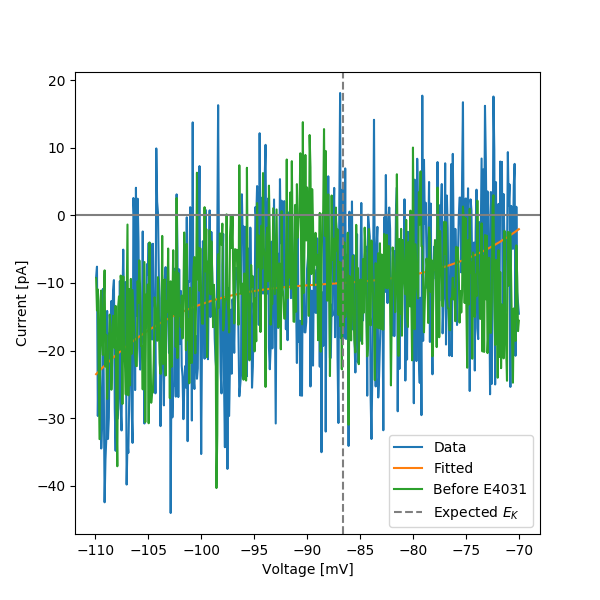 20
10
0
−10
−20
−30
−40
Current [pA]
−110 −105 −100 −95 −90 −85 −80 −75 −70
Voltage [mV]
Data
Fitted
Before E4031
Expected E_K